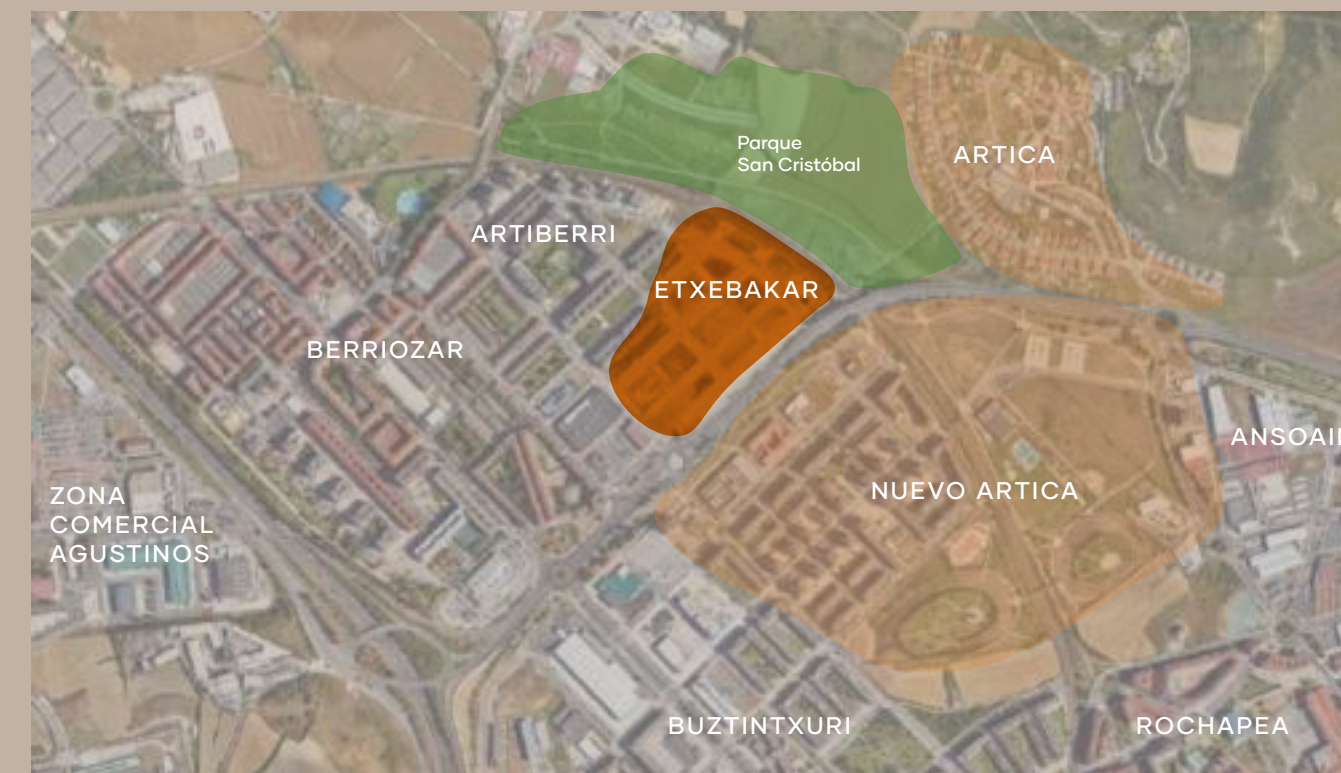 Parque
San Cristóbal
ARTICA
ARTIBERRI
ETXEBAKAR
BERRIOZAR
ANSOAI
NUEVO ARTICA
ZONA
COMERCIAL
AGUSTINOS
BUZTINTXURI
ROCHAPEA